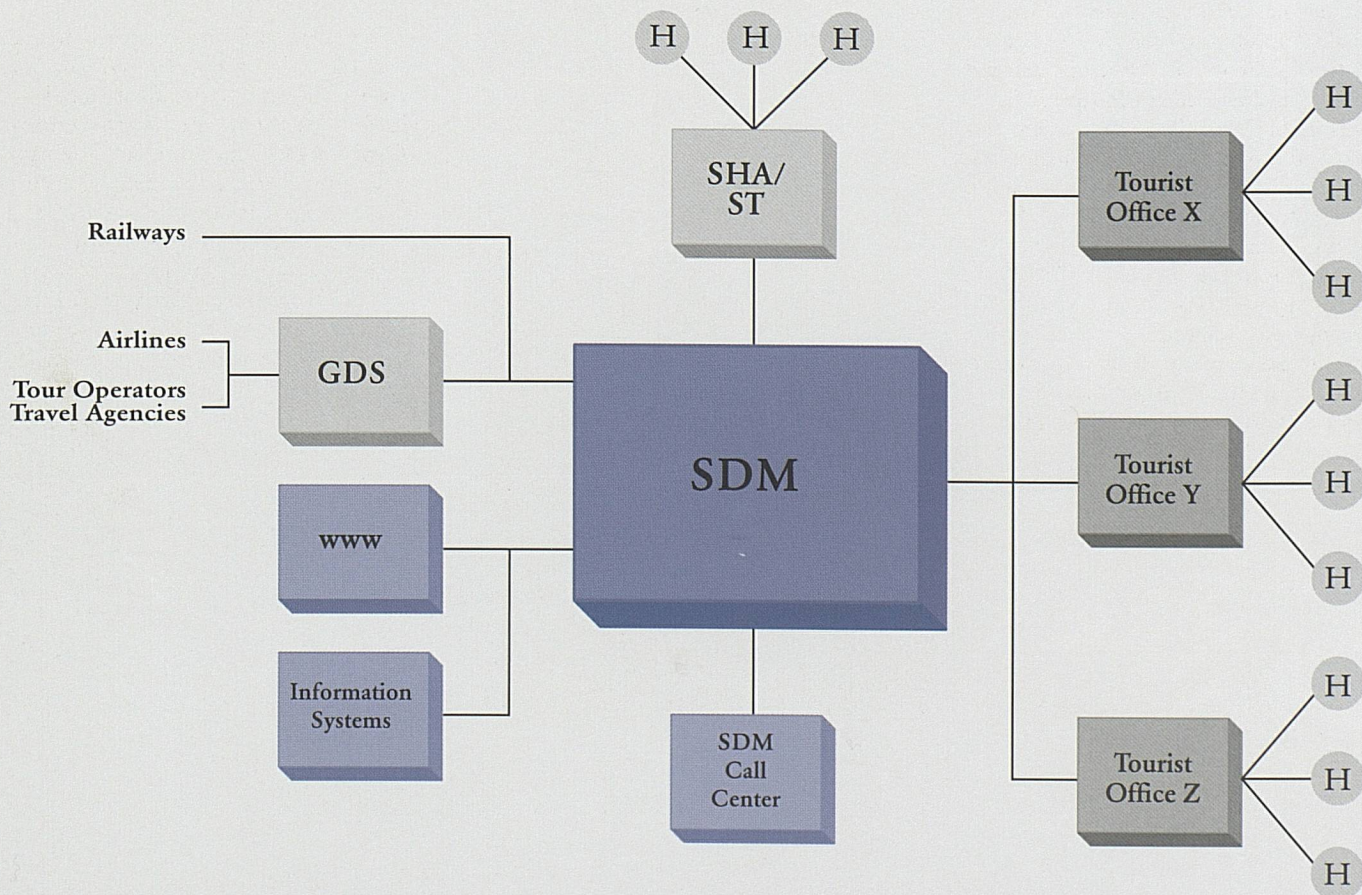 H H H
H
SHA/
ST
Tourist
Office X
H
Railways
H
Airlines
GDS
Tour Operators
Travel Agencies
H
SDM
Tourist
Office Y
H
www
H
Information
Systems
H
SDM
Call
Center
Tourist
Office Z
H
H